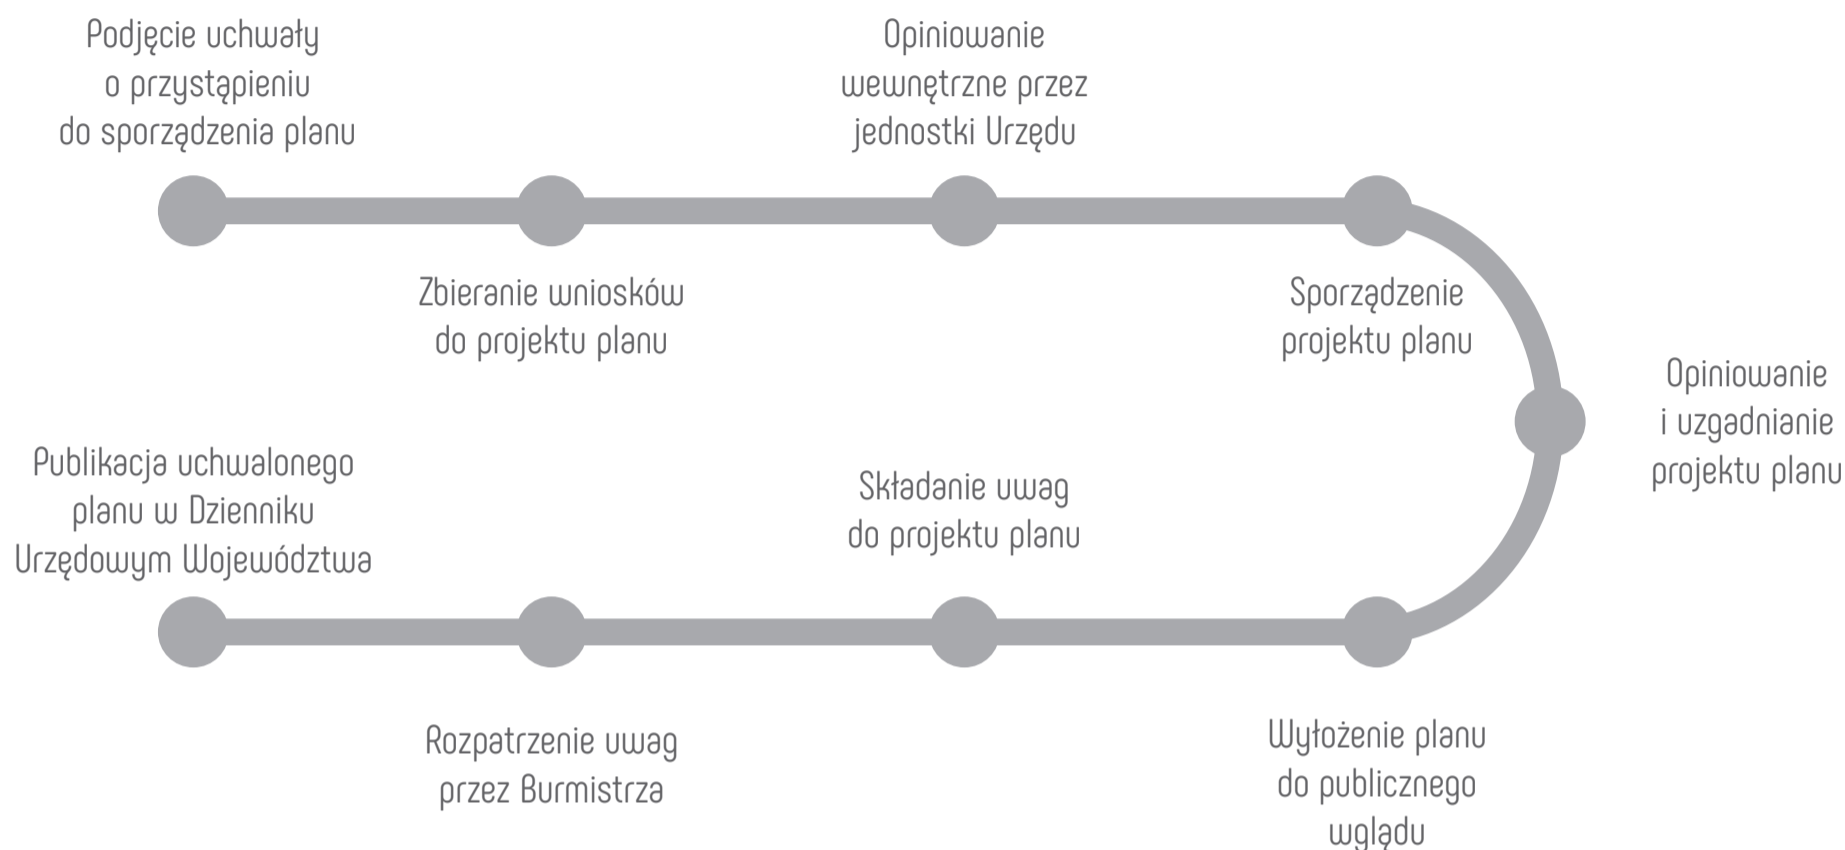 Podjęcie uchwały
o przystąpieniu
do sporządzenia planu
Zbieranie wniosków
do projektu planu
Opiniowanie
wewnętrzne przez
jednostki Urzędu
Sporządzenie
projektu planu
Opiniowanie
i uzgadnianie
projektu planu
Wyłożenie planu
do publicznego
wglądu
Składanie uwag
do projektu planu
Rozpatrzenie uwag
przez Burmistrza
Publikacja uchwalonego
planu w Dzienniku
Urzędowym Województwa